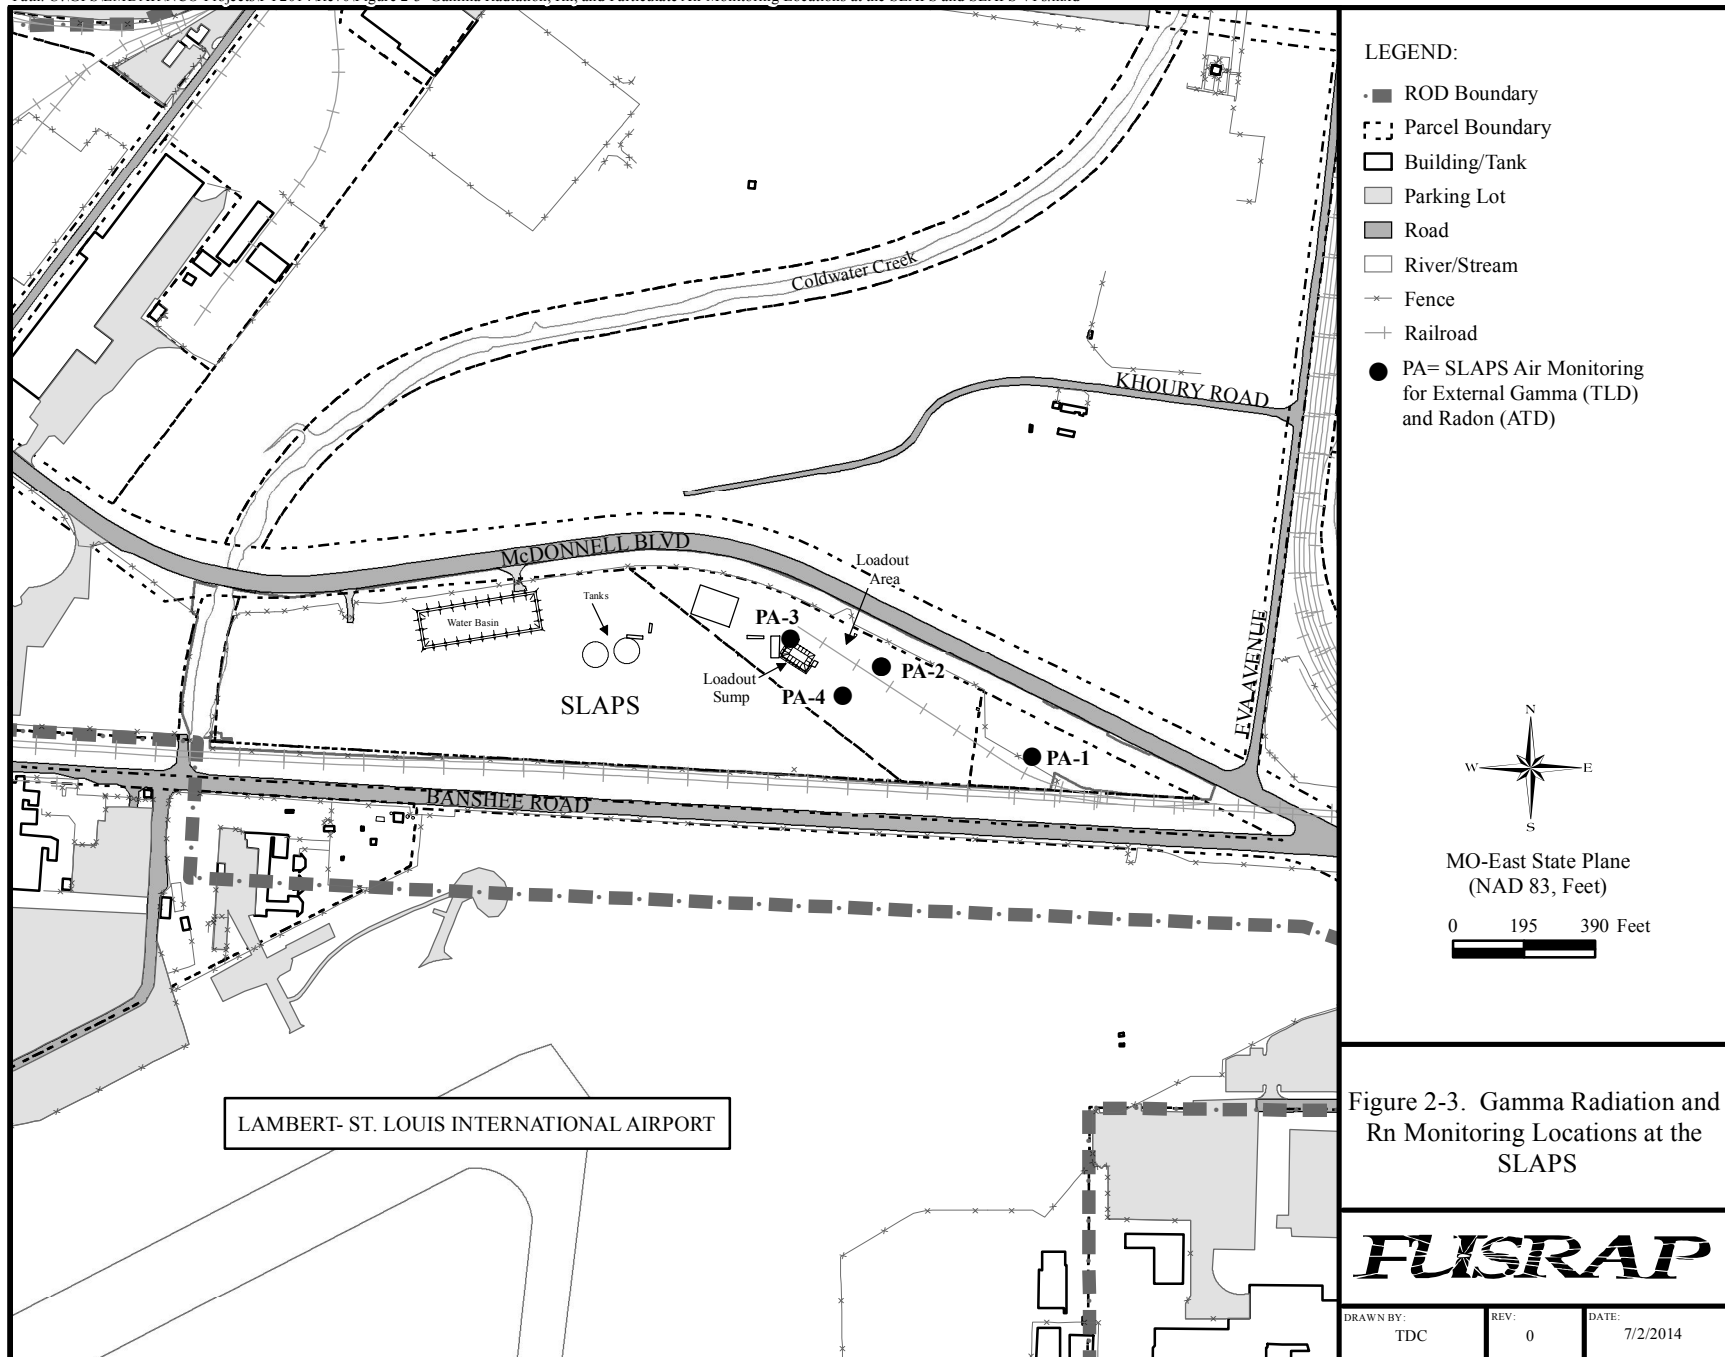 LEGEND:
ROD Boundary
Parcel Boundary
Building/Tank
Parking Lot
Road
River/Stream
Fence
Railroad
PA= SLAPS Air Monitoring
for External Gamma (TLD)
and Radon (ATD)
Coldwater Creek
KHOURY ROAD
McDONNELL BLVD
Loadout
Area
Tanks
Water Basin
PA-3
PA-2
Loadout
Sump
PA-4
SLAPS
PA-1
EVA AVENUE
BANSHEE ROAD
LAMBERT- ST. LOUIS INTERNATIONAL AIRPORT
N
W
E
S
MO-East State Plane
(NAD 83, Feet)
0 195 390 Feet
Figure 2-3. Gamma Radiation and
Rn Monitoring Locations at the
SLAPS
FUSRAP
DRAWN BY:
TDC
REV:
0
DATE:
7/2/2014